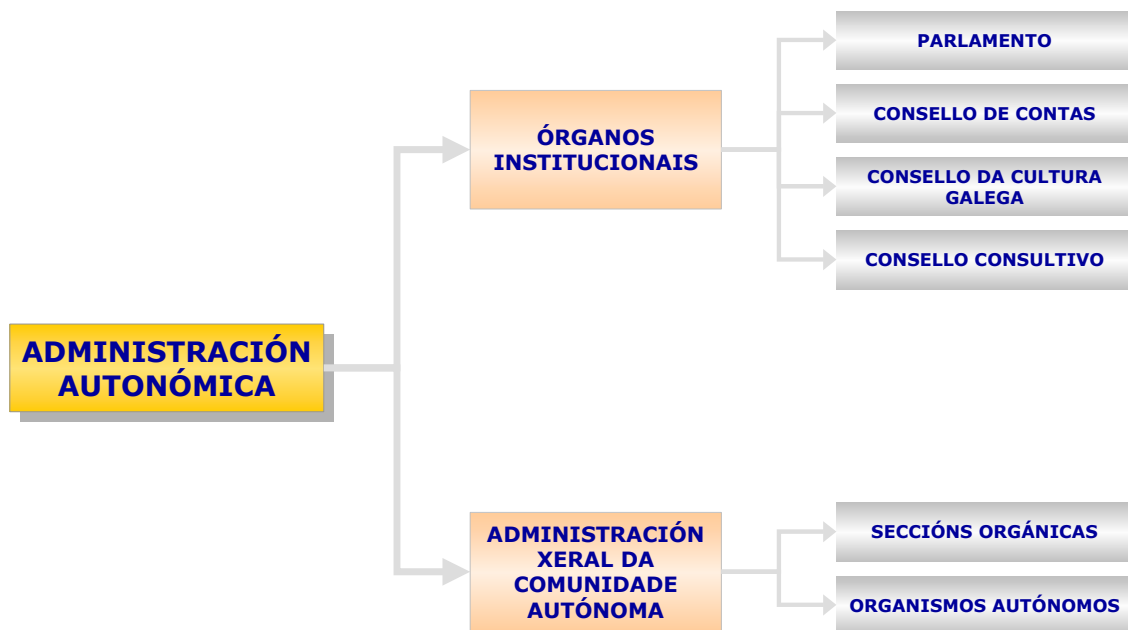 PARLAMENTO
ÓRGANOS
INSTITUCIONAIS
CONSELLO DE CONTAS
CONSELLO DA CULTURA
GALEGA
CONSELLO CONSULTIVO
ADMINISTRACIÓN
AUTONÓMICA
ADMINISTRACIÓN
XERAL DA
COMUNIDADE
AUTÓNOMA
SECCIÓNS ORGÁNICAS
ORGANISMOS AUTÓNOMOS